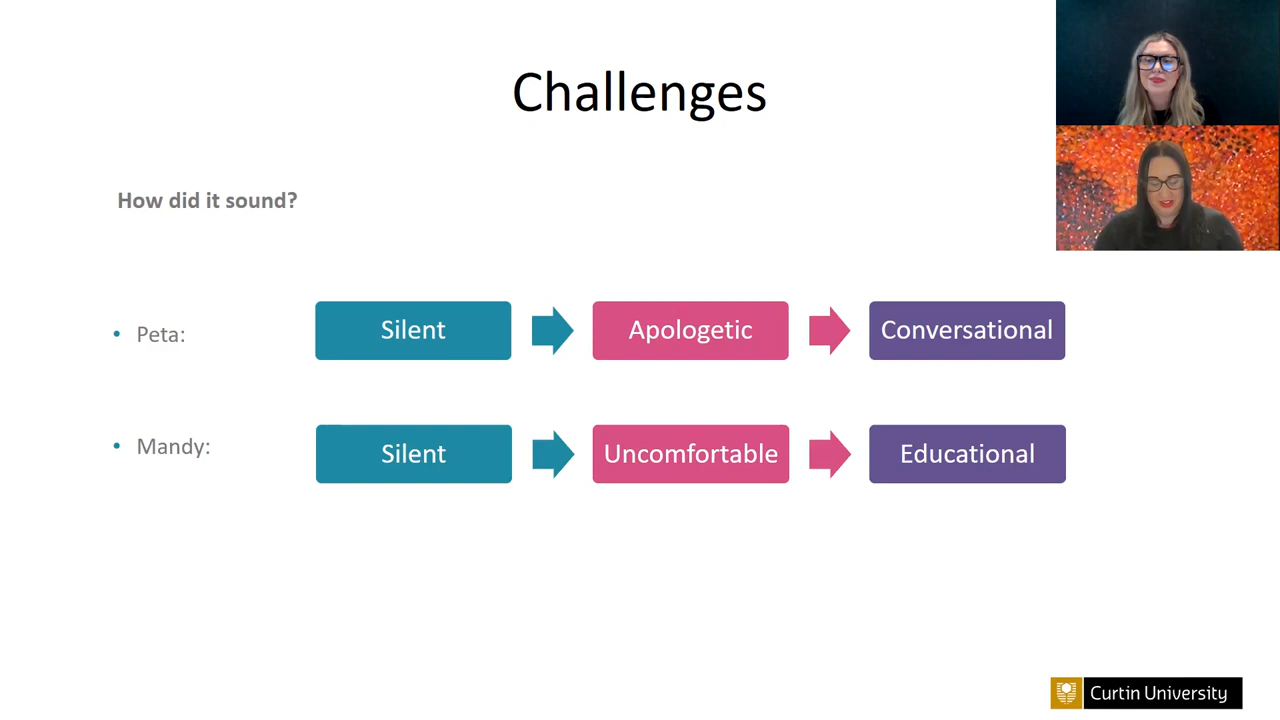 Challenges
How did it sound?
• Peta:
Silent
Apologetic
Conversational
• Mandy:
Silent
Uncomfortable
Educational
Curtin University